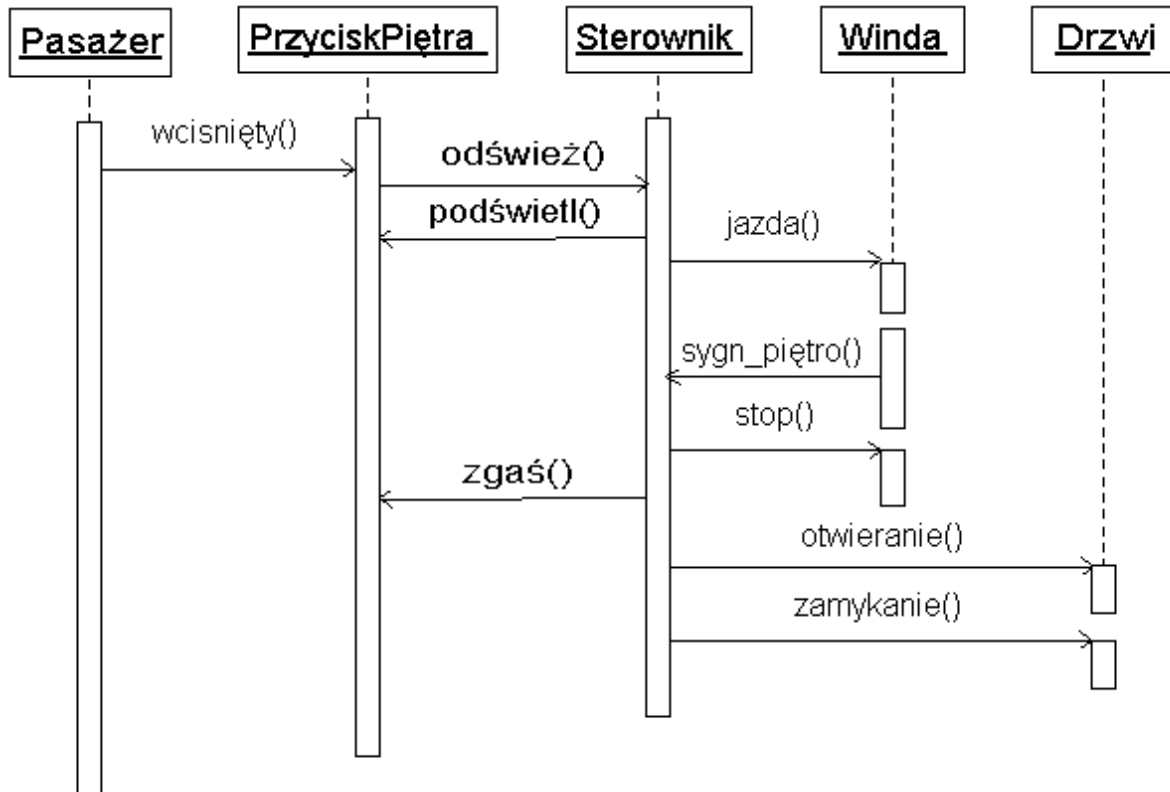 Pasażer
PrzyciskPiętra
Sterownik
Winda
Drzwi
wcisnięty()
odśwież()
podświetl()
jazda()
sygn_piętro()
stop()
zgaś()
otwieranie()
zamykanie()